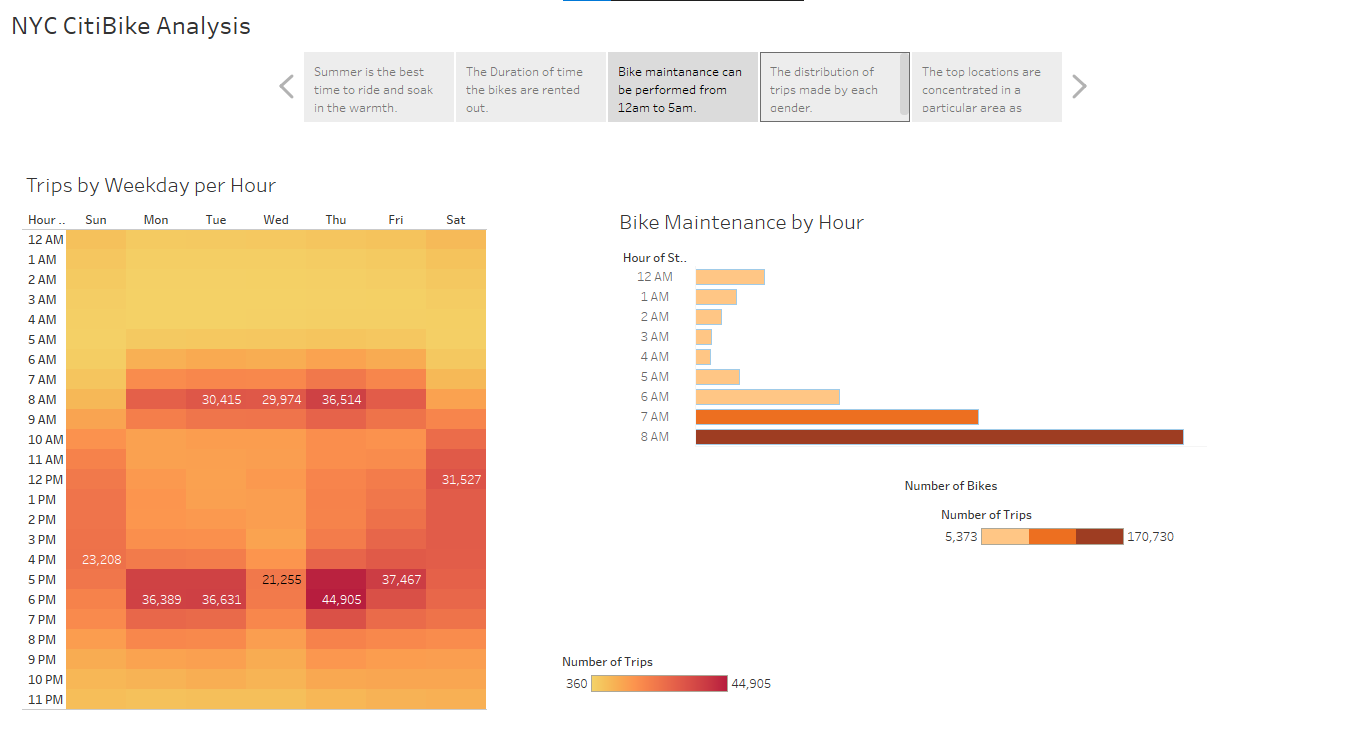 NYC CitiBike Analysis
Summer is the best
time to ride and soak
in the warmth.
The Duration of time
the bikes are rented
out.
Bike maintanance can
be performed from
12am to 5am.
The distribution of
trips made by each
gender.
The top locations are
concentrated in a
particular area as
Trips by Weekday per Hour
Hour .. Sun Mon Tue Wed Thu Fri Sat
12 AM
1 AM
2 AM
3 AM
4 AM
5 AM
6 AM
7 AM
8 AM 30,415 29,974 36,514
9 AM
10 AM
11 AM
12 PM 31,527
1 PM
2 PM
3 PM
4 PM 23,208
5 PM 21,255 37,467
6 PM 36,389 36,631 44,905
7 PM
8 PM
9 PM
10 PM
11 PM
Bike Maintenance by Hour
Hour of St..
12 AM
1 AM
2 AM
3 AM
4 AM
5 AM
6 AM
7 AM
8 AM
Number of Bikes
Number of Trips
5,373 170,730
Number of Trips
360 44,905